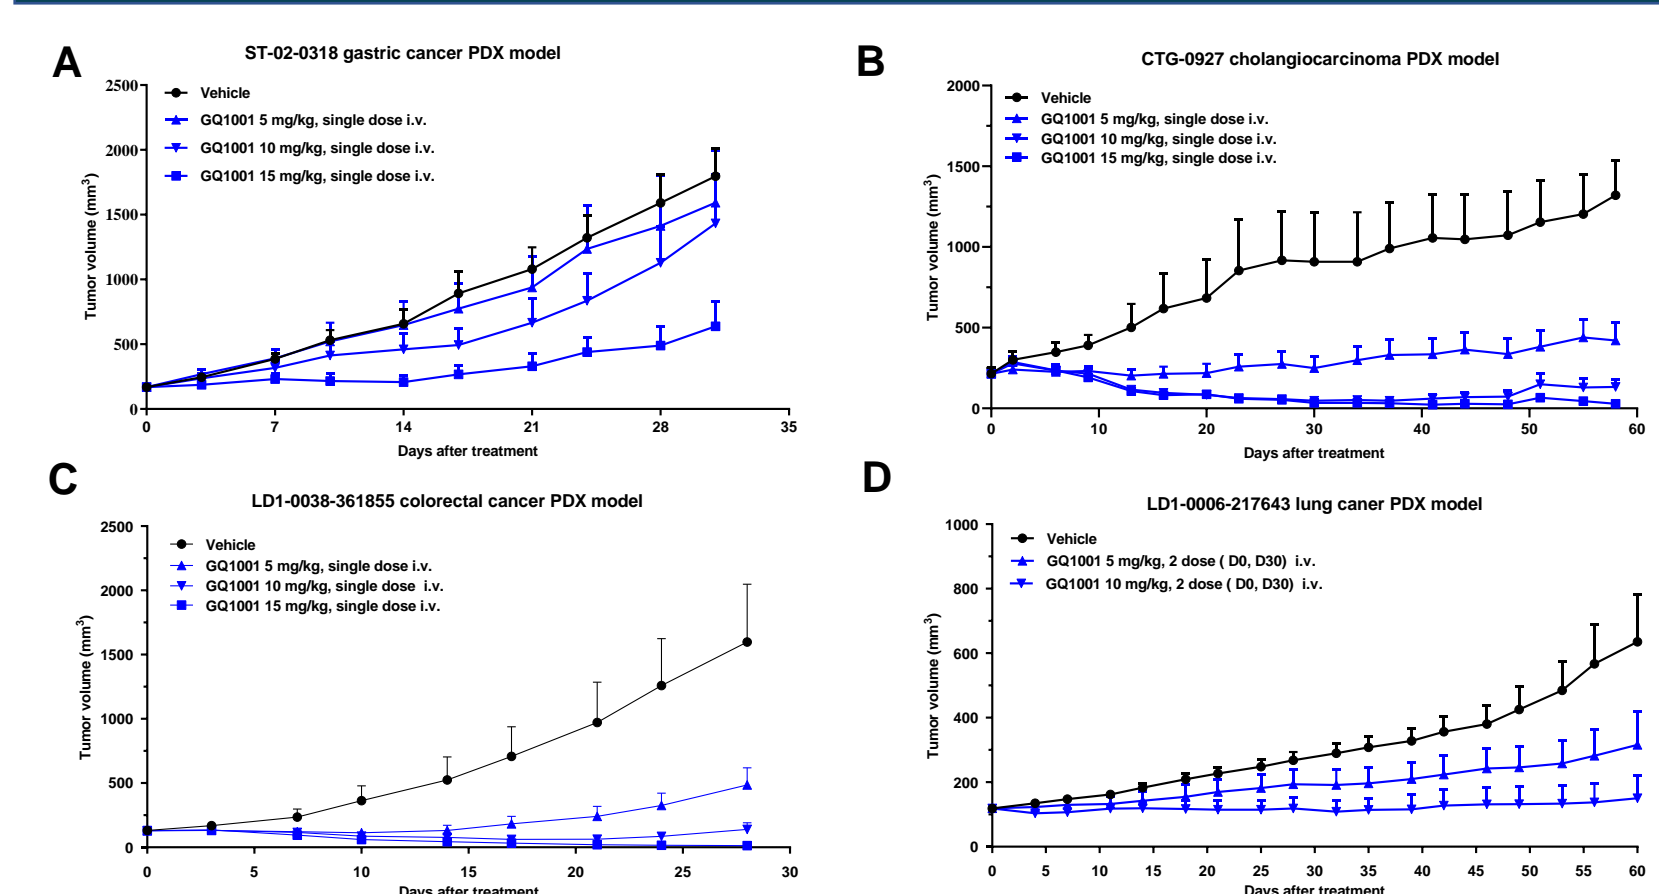 A
ST-02-0318 gastric cancer PDX model
Vehicle
GQ1001 5 mg/kg, single dose i.v.
GQ1001 10 mg/kg, single dose i.v.
GQ1001 15 mg/kg, single dose i.v.
2500
2000
1500
1000
500
0
Tumor volume (mm3)
0 7 14 21 28 35
Days after treatment
B
CTG-0927 cholangiocarcinoma PDX model
Vehicle
GQ1001 5 mg/kg, single dose i.v.
GQ1001 10 mg/kg, single dose i.v.
GQ1001 15 mg/kg, single dose i.v.
2000
1500
1000
500
0
Tumor volume (mm3)
0 10 20 30 40 50 60
Days after treatment
C
LD1-0038-361855 colorectal cancer PDX model
Vehicle
GQ1001 5 mg/kg, single dose i.v.
GQ1001 10 mg/kg, single dose  i.v.
GQ1001 15 mg/kg, single dose i.v.
2500
2000
1500
1000
500
0
Tumor volume (mm3)
0 5 10 15 20 25 30
Days after treatment
D
LD1-0006-217643 lung caner PDX model
Vehicle
GQ1001 5 mg/kg, 2 dose ( D0, D30)  i.v.
GQ1001 10 mg/kg, 2 dose ( D0, D30)  i.v.
1000
800
600
400
200
0
Tumor volume (mm3)
0 5 10 15 20 25 30 35 40 45 50 55 60
Days after treatment